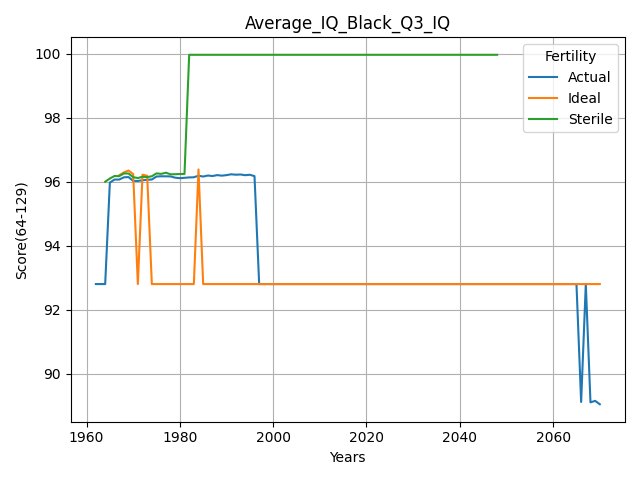 Average_IQ_Black_Q3_IQ
Fertility
Actual
Ideal
Sterile
Score(64-129)
100
98
96
94
92
90
1960 1980 2000 2020 2040 2060
Years